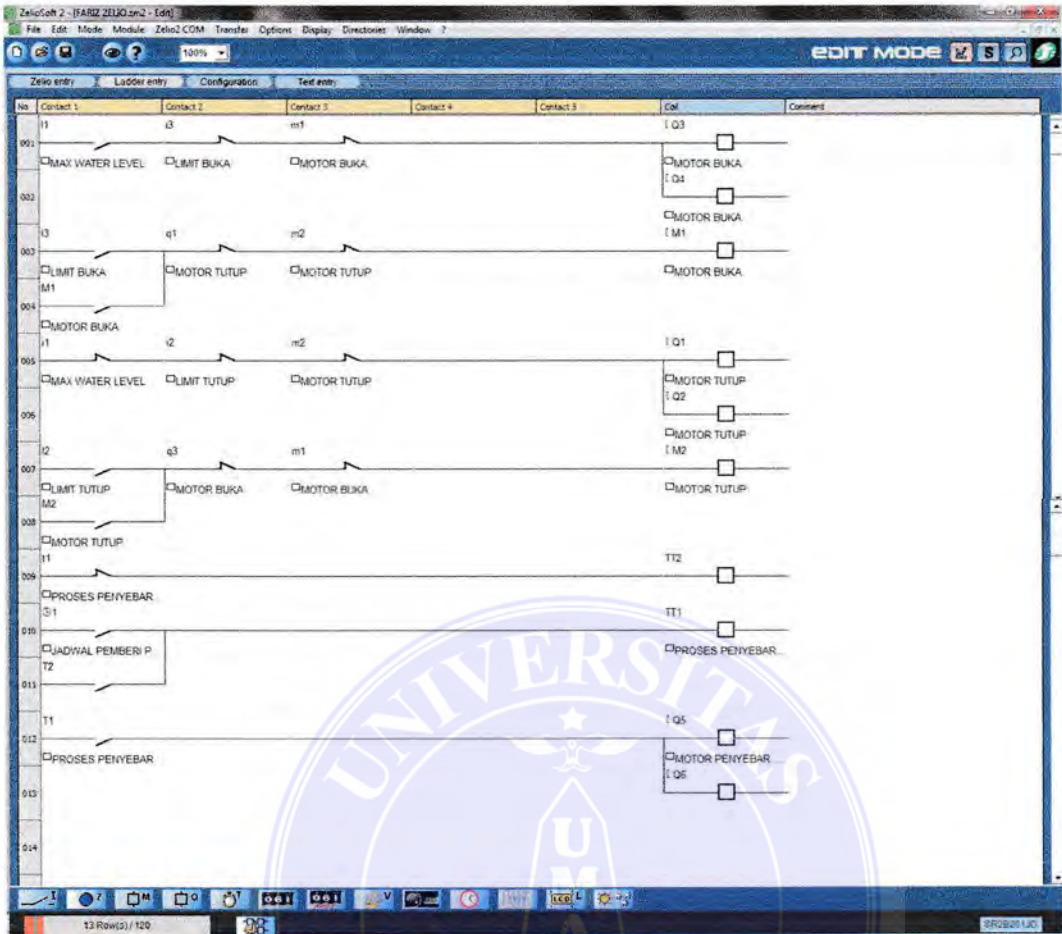 ZelioSoft 2 - [FARIZ ZELIO.zm2 - Edit]
File Edit Mode Module Zelio2 COM Transfer Options Display Directories Window ?
100% EDIT MODE S
Zelio entry Ladder entry Configuration Text entry
No Contact 1 Contact 2 Contact 3 Contact 4 Contact 5 Coil Comment
I1 i3 m1 [ Q3
001
MAX WATER LEVEL LIMIT BUKA MOTOR BUKA MOTOR BUKA
[ Q4
002
MOTOR BUKA
I3 q1 m2 [ M1
003
LIMIT BUKA MOTOR TUTUP MOTOR TUTUP MOTOR BUKA
M1
004
MOTOR BUKA
i1 i2 m2 [ Q1
005
MAX WATER LEVEL LIMIT TUTUP MOTOR TUTUP MOTOR TUTUP
[ Q2
006
MOTOR TUTUP
I2 q3 m1 [ M2
007
LIMIT TUTUP MOTOR BUKA MOTOR BUKA MOTOR TUTUP
M2
008
MOTOR TUTUP
t1 TT2
009
PROSES PENYEBAR...
1 TT1
010
JADWAL PEMBERI P... PROSES PENYEBAR...
T2
011
T1 [ Q5
012
PROSES PENYEBAR MOTOR PENYEBAR...
[ Q6
013
014
UNIVERSITAS
UM
I Z M Q T V LCD L
13 Row(s) / 120 SR2B201JD